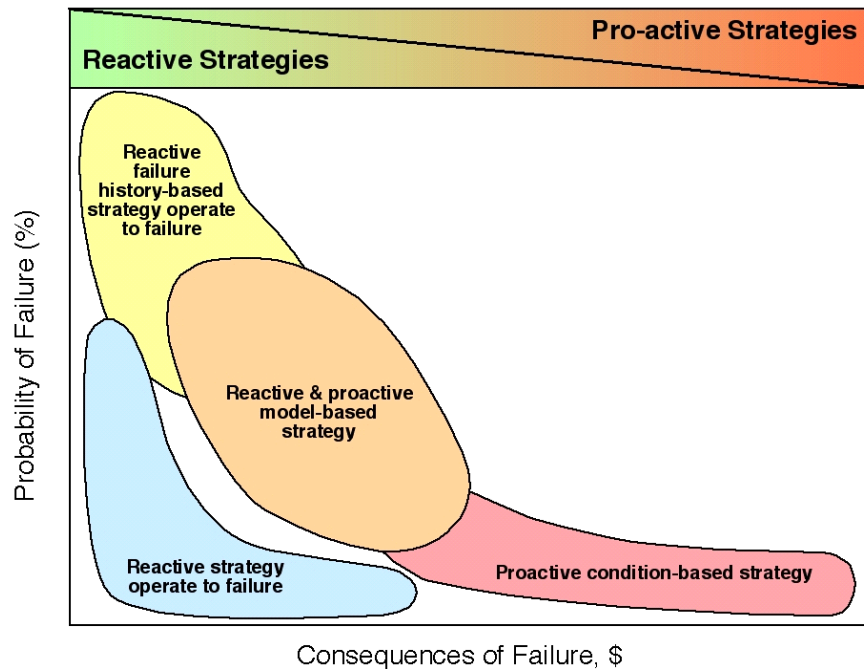 Pro-active Strategies
Reactive Strategies
Reactive
failure
history-based
strategy operate
to failure
Reactive & proactive
model-based
strategy
Reactive strategy
operate to failure
Proactive condition-based strategy
Probability of Failure (%)
Consequences of Failure, $